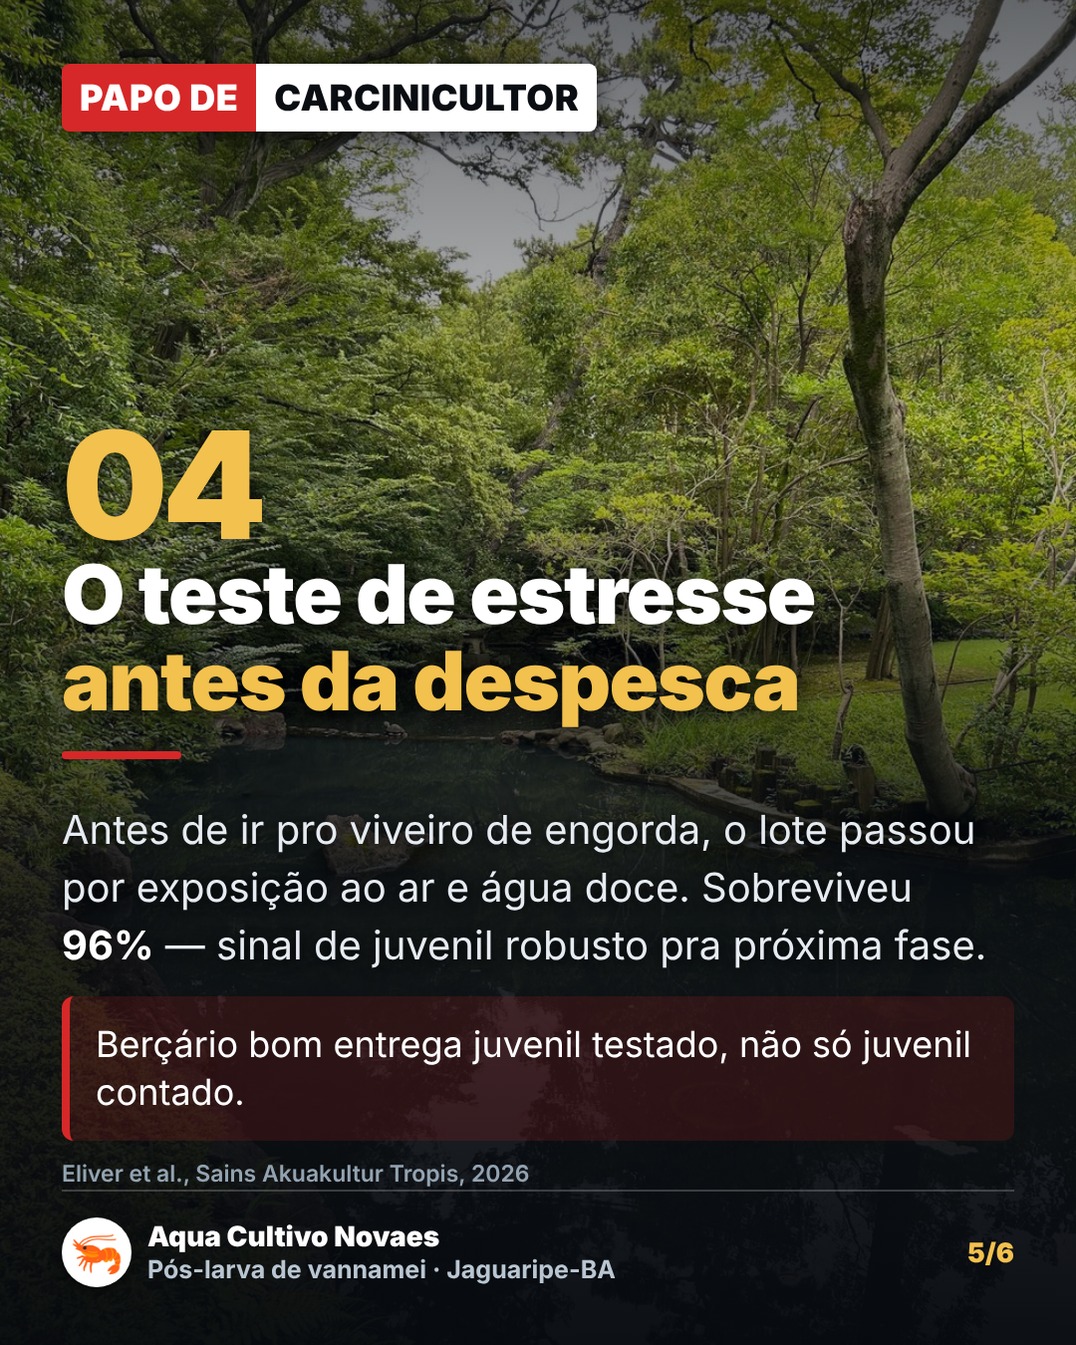 PAPO DE CARCINICULTOR
04
O teste de estresse
antes da despesca
Antes de ir pro viveiro de engorda, o lote passou
por exposição ao ar e água doce. Sobreviveu
96% — sinal de juvenil robusto pra próxima fase.
Berçário bom entrega juvenil testado, não só juvenil
contado.
Eliver et al., Sains Akuakultur Tropis, 2026
Aqua Cultivo Novaes
Pós-larva de vannamei · Jaguaripe-BA
5/6